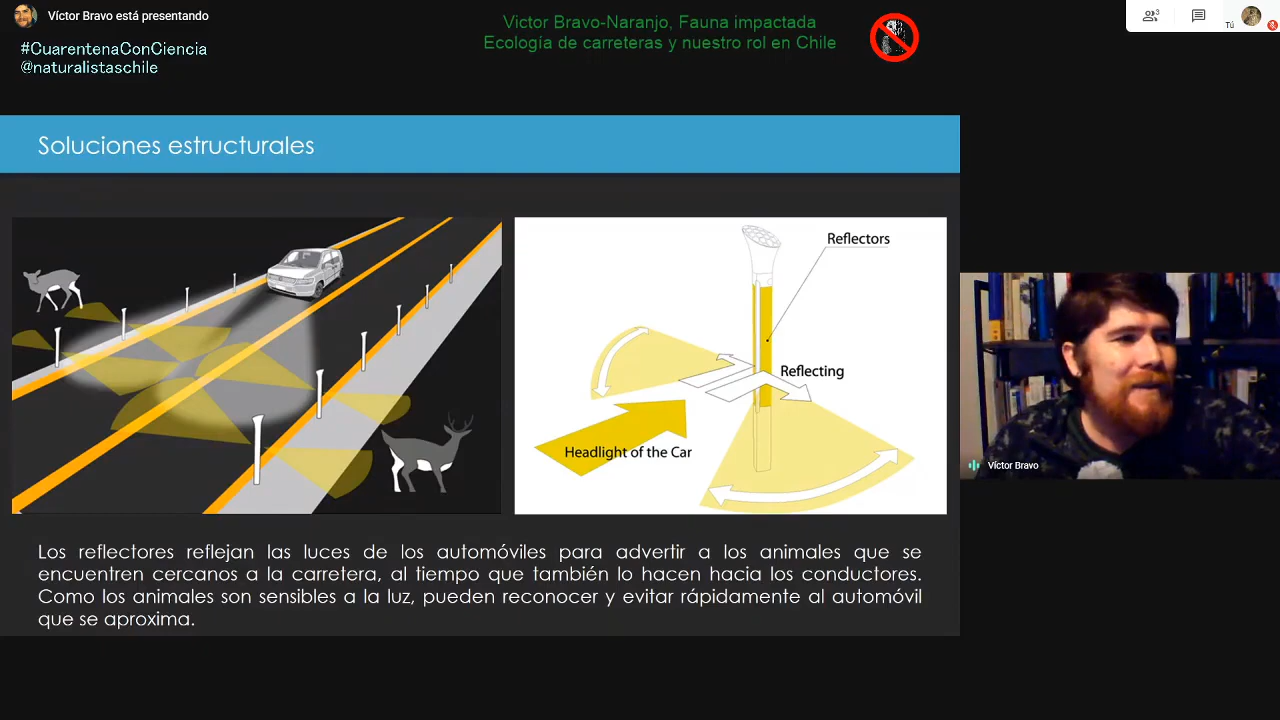 Víctor Bravo está presentando
#CuarentenaConCiencia
@naturalistaschile
Victor Bravo-Naranjo, Fauna impactada
Ecología de carreteras y nuestro rol en Chile
3
Tú
Soluciones estructurales
Reflectors
Reflecting
Headlight of the Car
Víctor Bravo
Los reflectores reflejan las luces de los automóviles para advertir a los animales que se
encuentren cercanos a la carretera, al tiempo que también lo hacen hacia los conductores.
Como los animales son sensibles a la luz, pueden reconocer y evitar rápidamente al automóvil
que se aproxima.